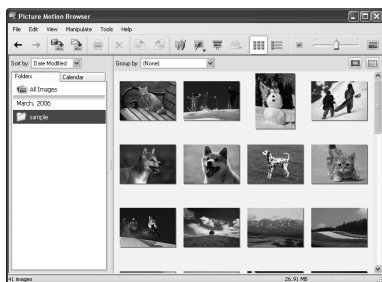 Picture Motion Browser
File Edit View Manipulate Tools Help
Sort by: Date Modified Group by: (None)
Folders Calendar
All Images
March, 2006
sample
41 images 26.91 MB